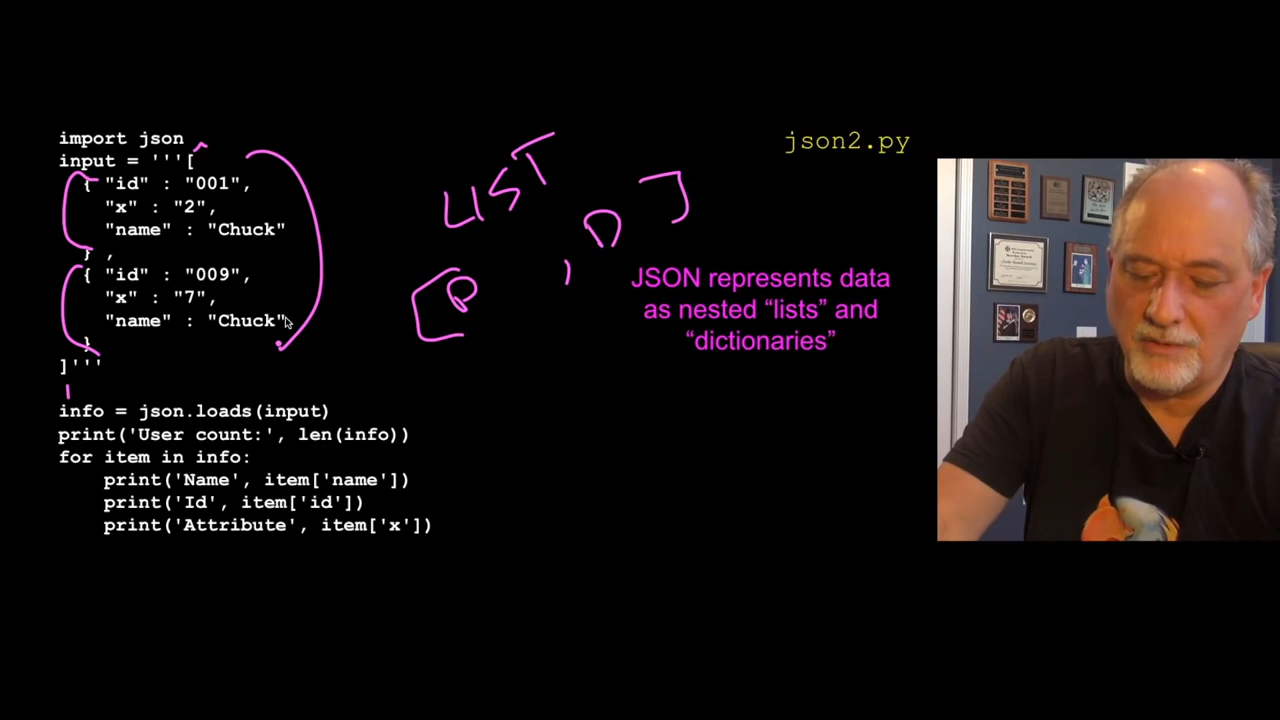 import json
input = '''[
{ "id" : "001",
"x" : "2",
"name" : "Chuck"
} ,
{ "id" : "009",
"x" : "7",
"name" : "Chuck"
}
]'''
info = json.loads(input)
print('User count:', len(info))
for item in info:
print('Name', item['name'])
print('Id', item['id'])
print('Attribute', item['x'])
LIST
[D , D ]
json2.py
JSON represents data
as nested “lists” and
“dictionaries”